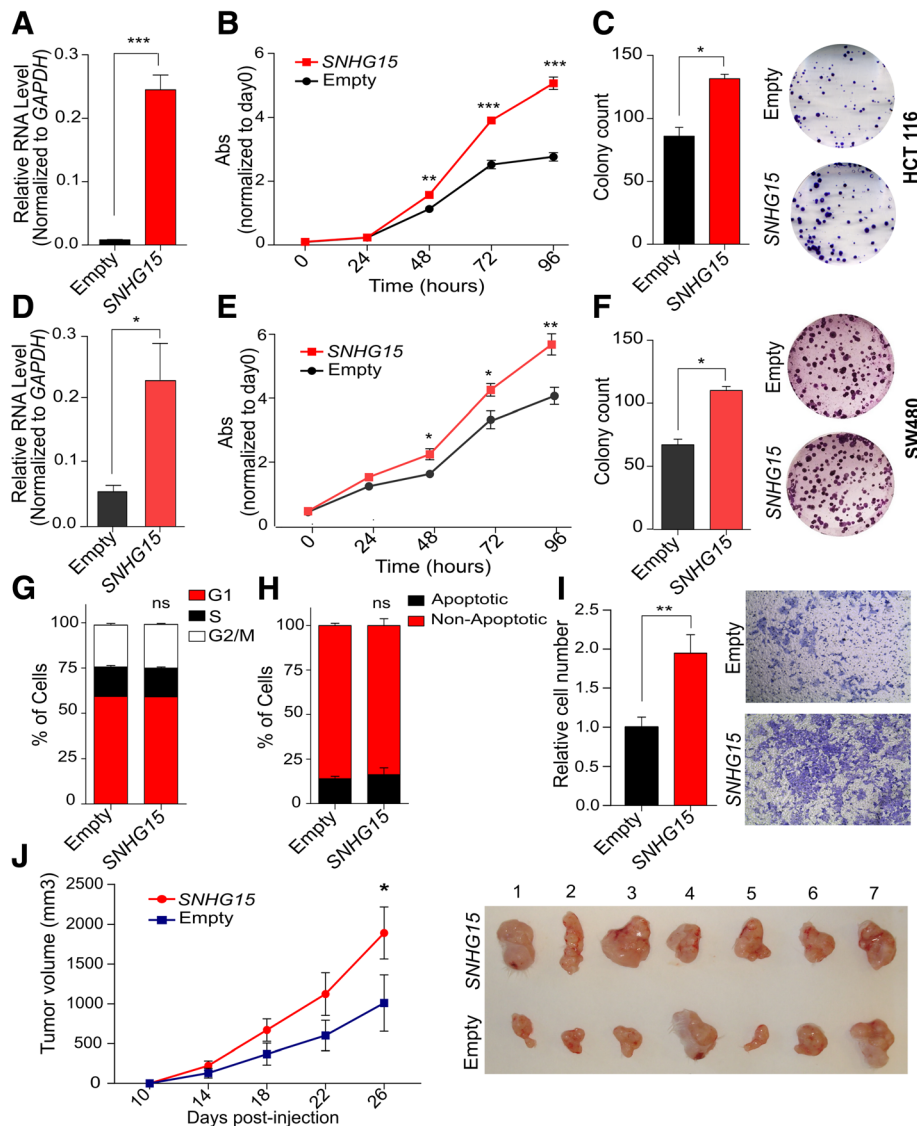 A
Relative RNA Level
(Normalized to GAPDH)
0.3
0.2
0.1
0.0
***
Empty
SNHG15
B
Abs
(normalized to day0)
6
4
2
0
SNHG15
Empty
**
***
***
0
24
48
72
96
Time (hours)
C
Colony count
150
100
50
0
*
Empty
SNHG15
Empty
SNHG15
HCT 116
D
Relative RNA Level
(Normalized to GAPDH)
0.3
0.2
0.1
0.0
*
Empty
SNHG15
E
Abs
(normalized to day0)
6
4
2
0
SNHG15
Empty
*
*
**
0
24
48
72
96
Time (hours)
F
Colony count
150
100
50
0
*
Empty
SNHG15
Empty
SNHG15
SW480
G
% of Cells
100
75
50
25
0
ns
G1
S
G2/M
Empty
SNHG15
H
% of Cells
100
75
50
25
0
ns
Apoptotic
Non-Apoptotic
Empty
SNHG15
I
Relative cell number
2.5
2.0
1.5
1.0
0.5
0.0
**
Empty
SNHG15
Empty
SNHG15
J
Tumor volume (mm3)
2500
2000
1500
1000
500
0
SNHG15
Empty
*
10
14
18
22
26
Days post-injection
1 2 3 4 5 6 7
SNHG15
Empty